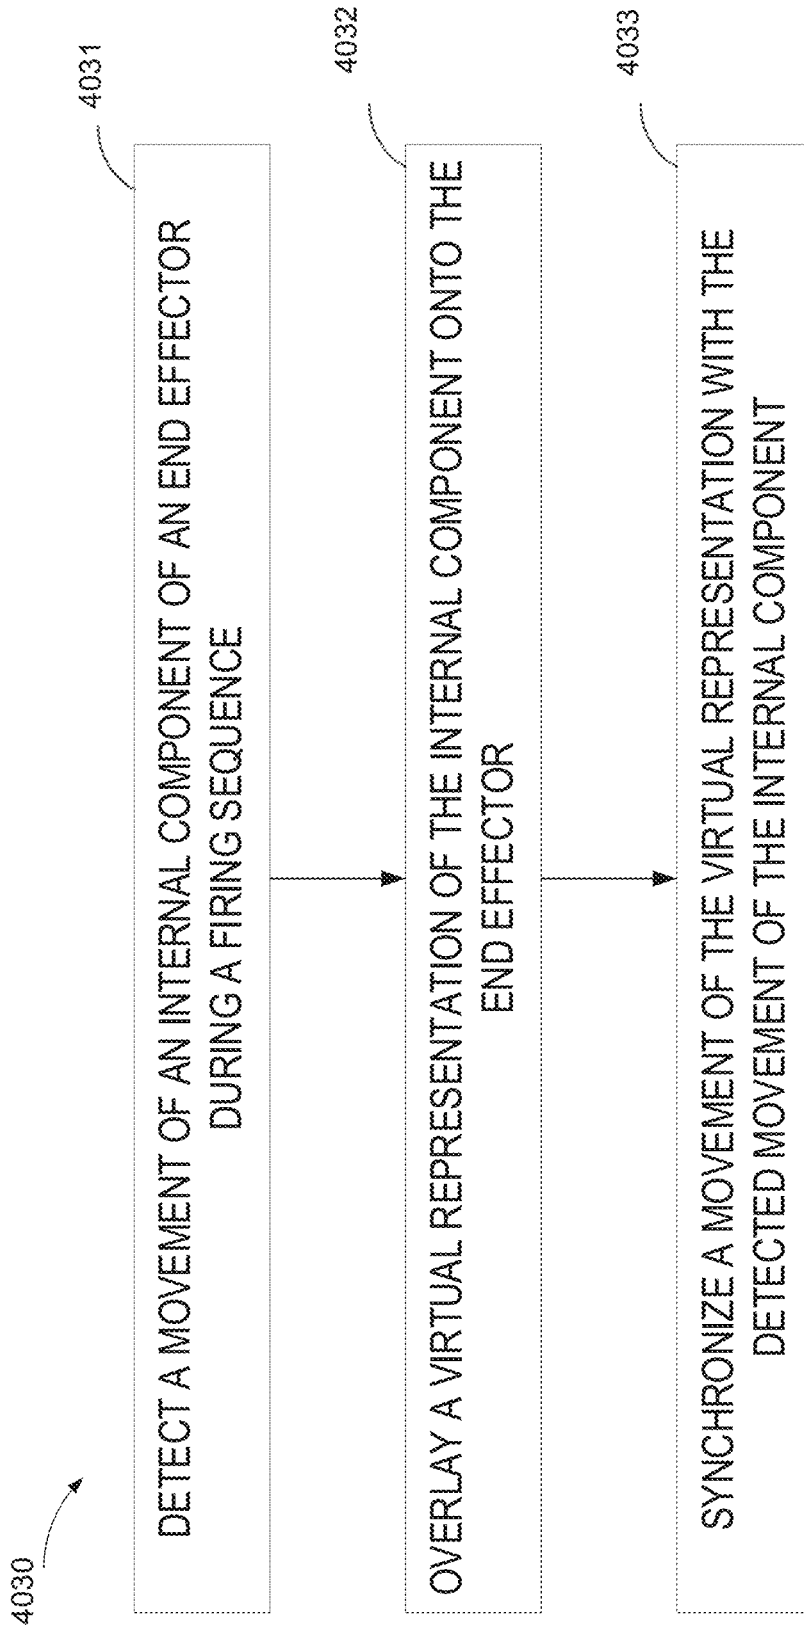 4030
4031
DETECT A MOVEMENT OF AN INTERNAL COMPONENT OF AN END EFFECTOR
DURING A FIRING SEQUENCE
4032
OVERLAY A VIRTUAL REPRESENTATION OF THE INTERNAL COMPONENT ONTO THE
END EFFECTOR
4033
SYNCHRONIZE A MOVEMENT OF THE VIRTUAL REPRESENTATION WITH THE
DETECTED MOVEMENT OF THE INTERNAL COMPONENT